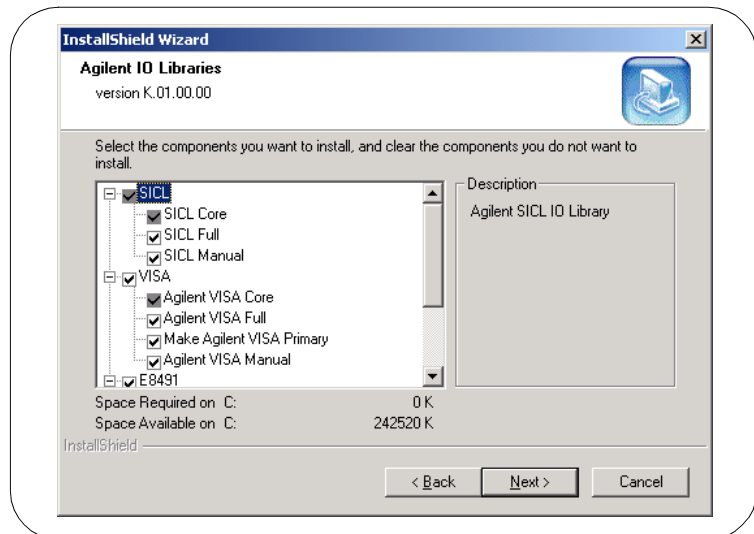 InstallShield Wizard
Agilent IO Libraries
version K.01.00.00
Select the components you want to install, and clear the components you do not want to
install.
SICL
SICL Core
SICL Full
SICL Manual
VISA
Agilent VISA Core
Agilent VISA Full
Make Agilent VISA Primary
Agilent VISA Manual
E8491
Description
Agilent SICL IO Library
Space Required on C: 0 K
Space Available on C: 242520 K
InstallShield
< Back Next > Cancel